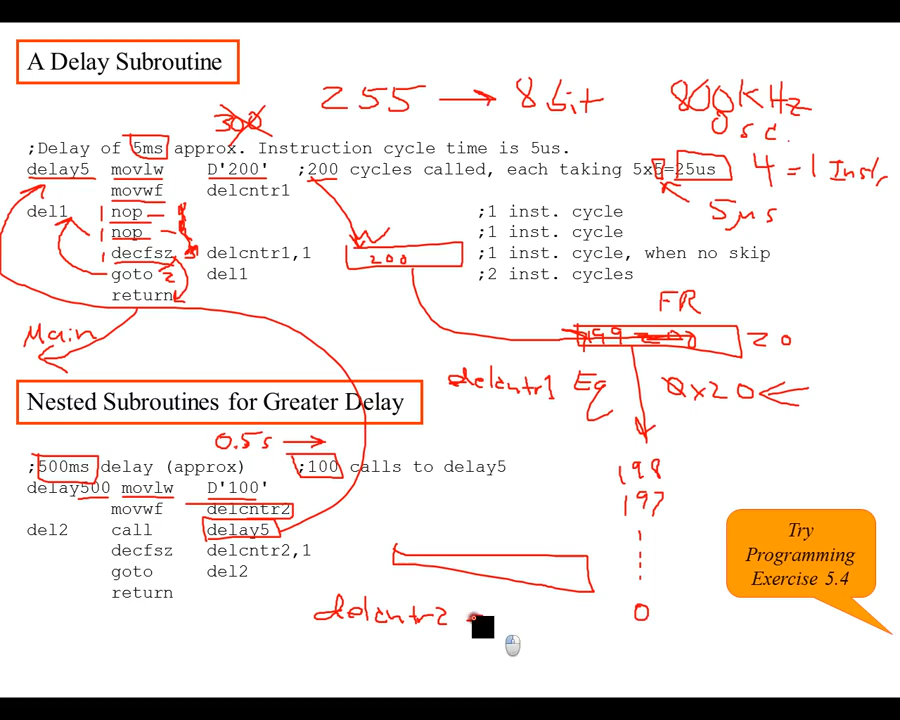 A Delay Subroutine
255 → 8 bit
800KHz
osc.
300
;Delay of 5ms approx. Instruction cycle time is 5us.
delay5 movlw D'200' ;200 cycles called, each taking 5x5=25us
4 = 1 Instr
movwf delcntr1
5μs
del1 nop ;1 inst. cycle
nop ;1 inst. cycle
decfsz delcntr1,1 ;1 inst. cycle, when no skip
200
goto 2 del1 ;2 inst. cycles
return
FR
Main
199 200 20
delcntr1 Eq 0x20
Nested Subroutines for Greater Delay
0.5s →
;500ms delay (approx) ;100 calls to delay5
198
delay500 movlw D'100'
197
movwf delcntr2
del2 call delay5
decfsz delcntr2,1
goto del2
return
delcntr2
0
Try
Programming
Exercise 5.4